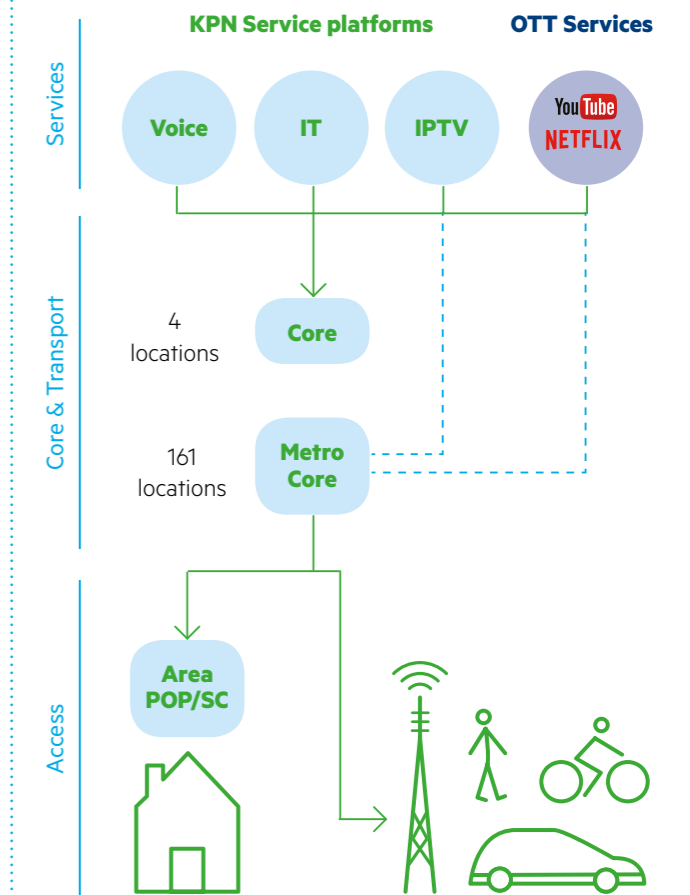 KPN Service platforms
OTT Services
Services
Voice
IT
IPTV
YouTube
NETFLIX
Core & Transport
4
locations
Core
161
locations
Metro
Core
Access
Area
POP/SC